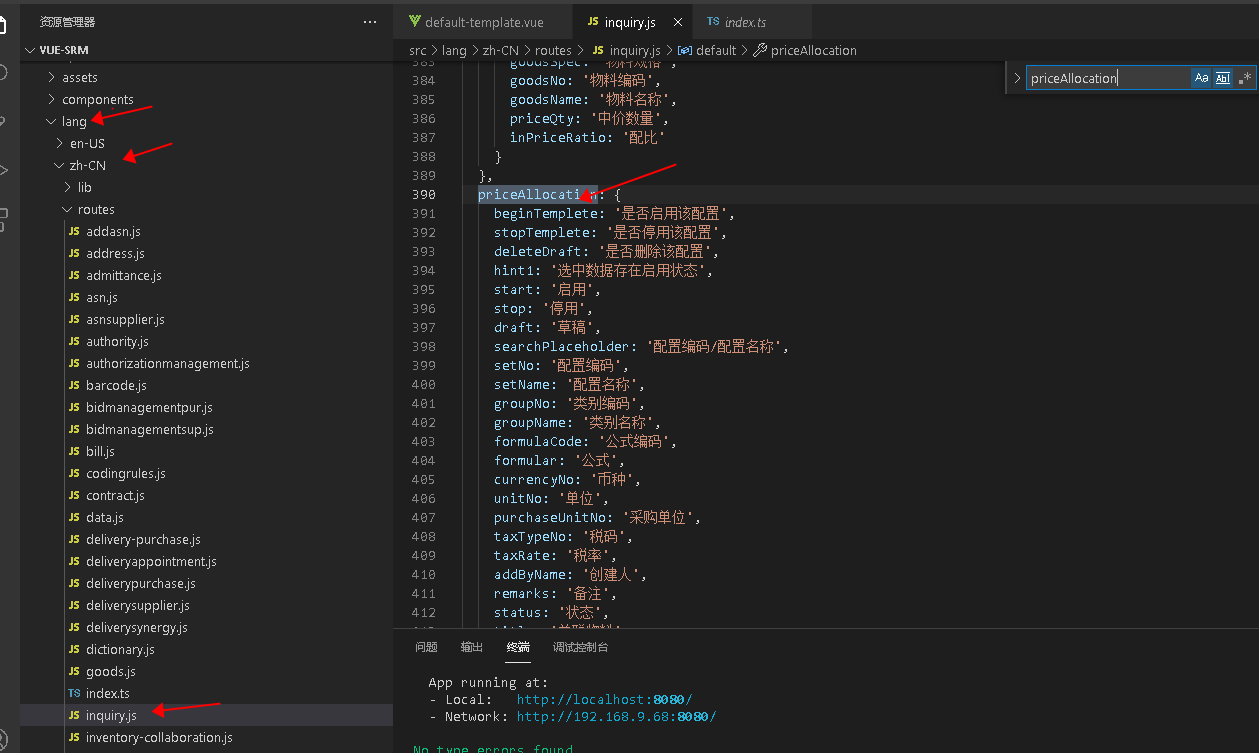 资源管理器
VUE-SRM
assets
components
lang
en-US
zh-CN
lib
routes
JS addasn.js
JS address.js
JS admittance.js
JS asn.js
JS asnsupplier.js
JS authority.js
JS authorizationmanagement.js
JS barcode.js
JS bidmanagementpur.js
JS bidmanagementsup.js
JS bill.js
JS codingrules.js
JS contract.js
JS data.js
JS delivery-purchase.js
JS deliveryappointment.js
JS deliverypurchase.js
JS deliverysupplier.js
JS deliverysynergy.js
JS dictionary.js
JS goods.js
TS index.ts
JS inquiry.js
JS inventory-collaboration.js
default-template.vue
JS inquiry.js
TS index.ts
src > lang > zh-CN > routes > JS inquiry.js > default > priceAllocation
priceAllocation
Aa Abl .*
383 goodsSpec: '物料规格',
384 goodsNo: '物料编码',
385 goodsName: '物料名称',
386 priceQty: '中价数量',
387 inPriceRatio: '配比'
388 }
389 },
390 priceAllocation: {
391 beginTemplete: '是否启用该配置',
392 stopTemplete: '是否停用该配置',
393 deleteDraft: '是否删除该配置',
394 hint1: '选中数据存在启用状态',
395 start: '启用',
396 stop: '停用',
397 draft: '草稿',
398 searchPlaceholder: '配置编码/配置名称',
399 setNo: '配置编码',
400 setName: '配置名称',
401 groupNo: '类别编码',
402 groupName: '类别名称',
403 formulaCode: '公式编码',
404 formular: '公式',
405 currencyNo: '币种',
406 unitNo: '单位',
407 purchaseUnitNo: '采购单位',
408 taxTypeNo: '税码',
409 taxRate: '税率',
410 addByName: '创建人',
411 remarks: '备注',
412 status: '状态',
问题 输出 终端 调试控制台
App running at:
- Local: http://localhost:8080/
- Network: http://192.168.9.68:8080/
No type errors found